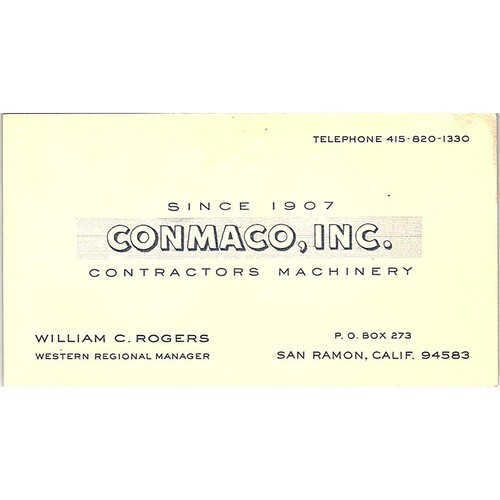 TELEPHONE 415-820-1330
SINCE 1907
CONMACO, INC.
CONTRACTORS MACHINERY
WILLIAM C. ROGERS
WESTERN REGIONAL MANAGER
P. O. BOX 273
SAN RAMON, CALIF. 94583